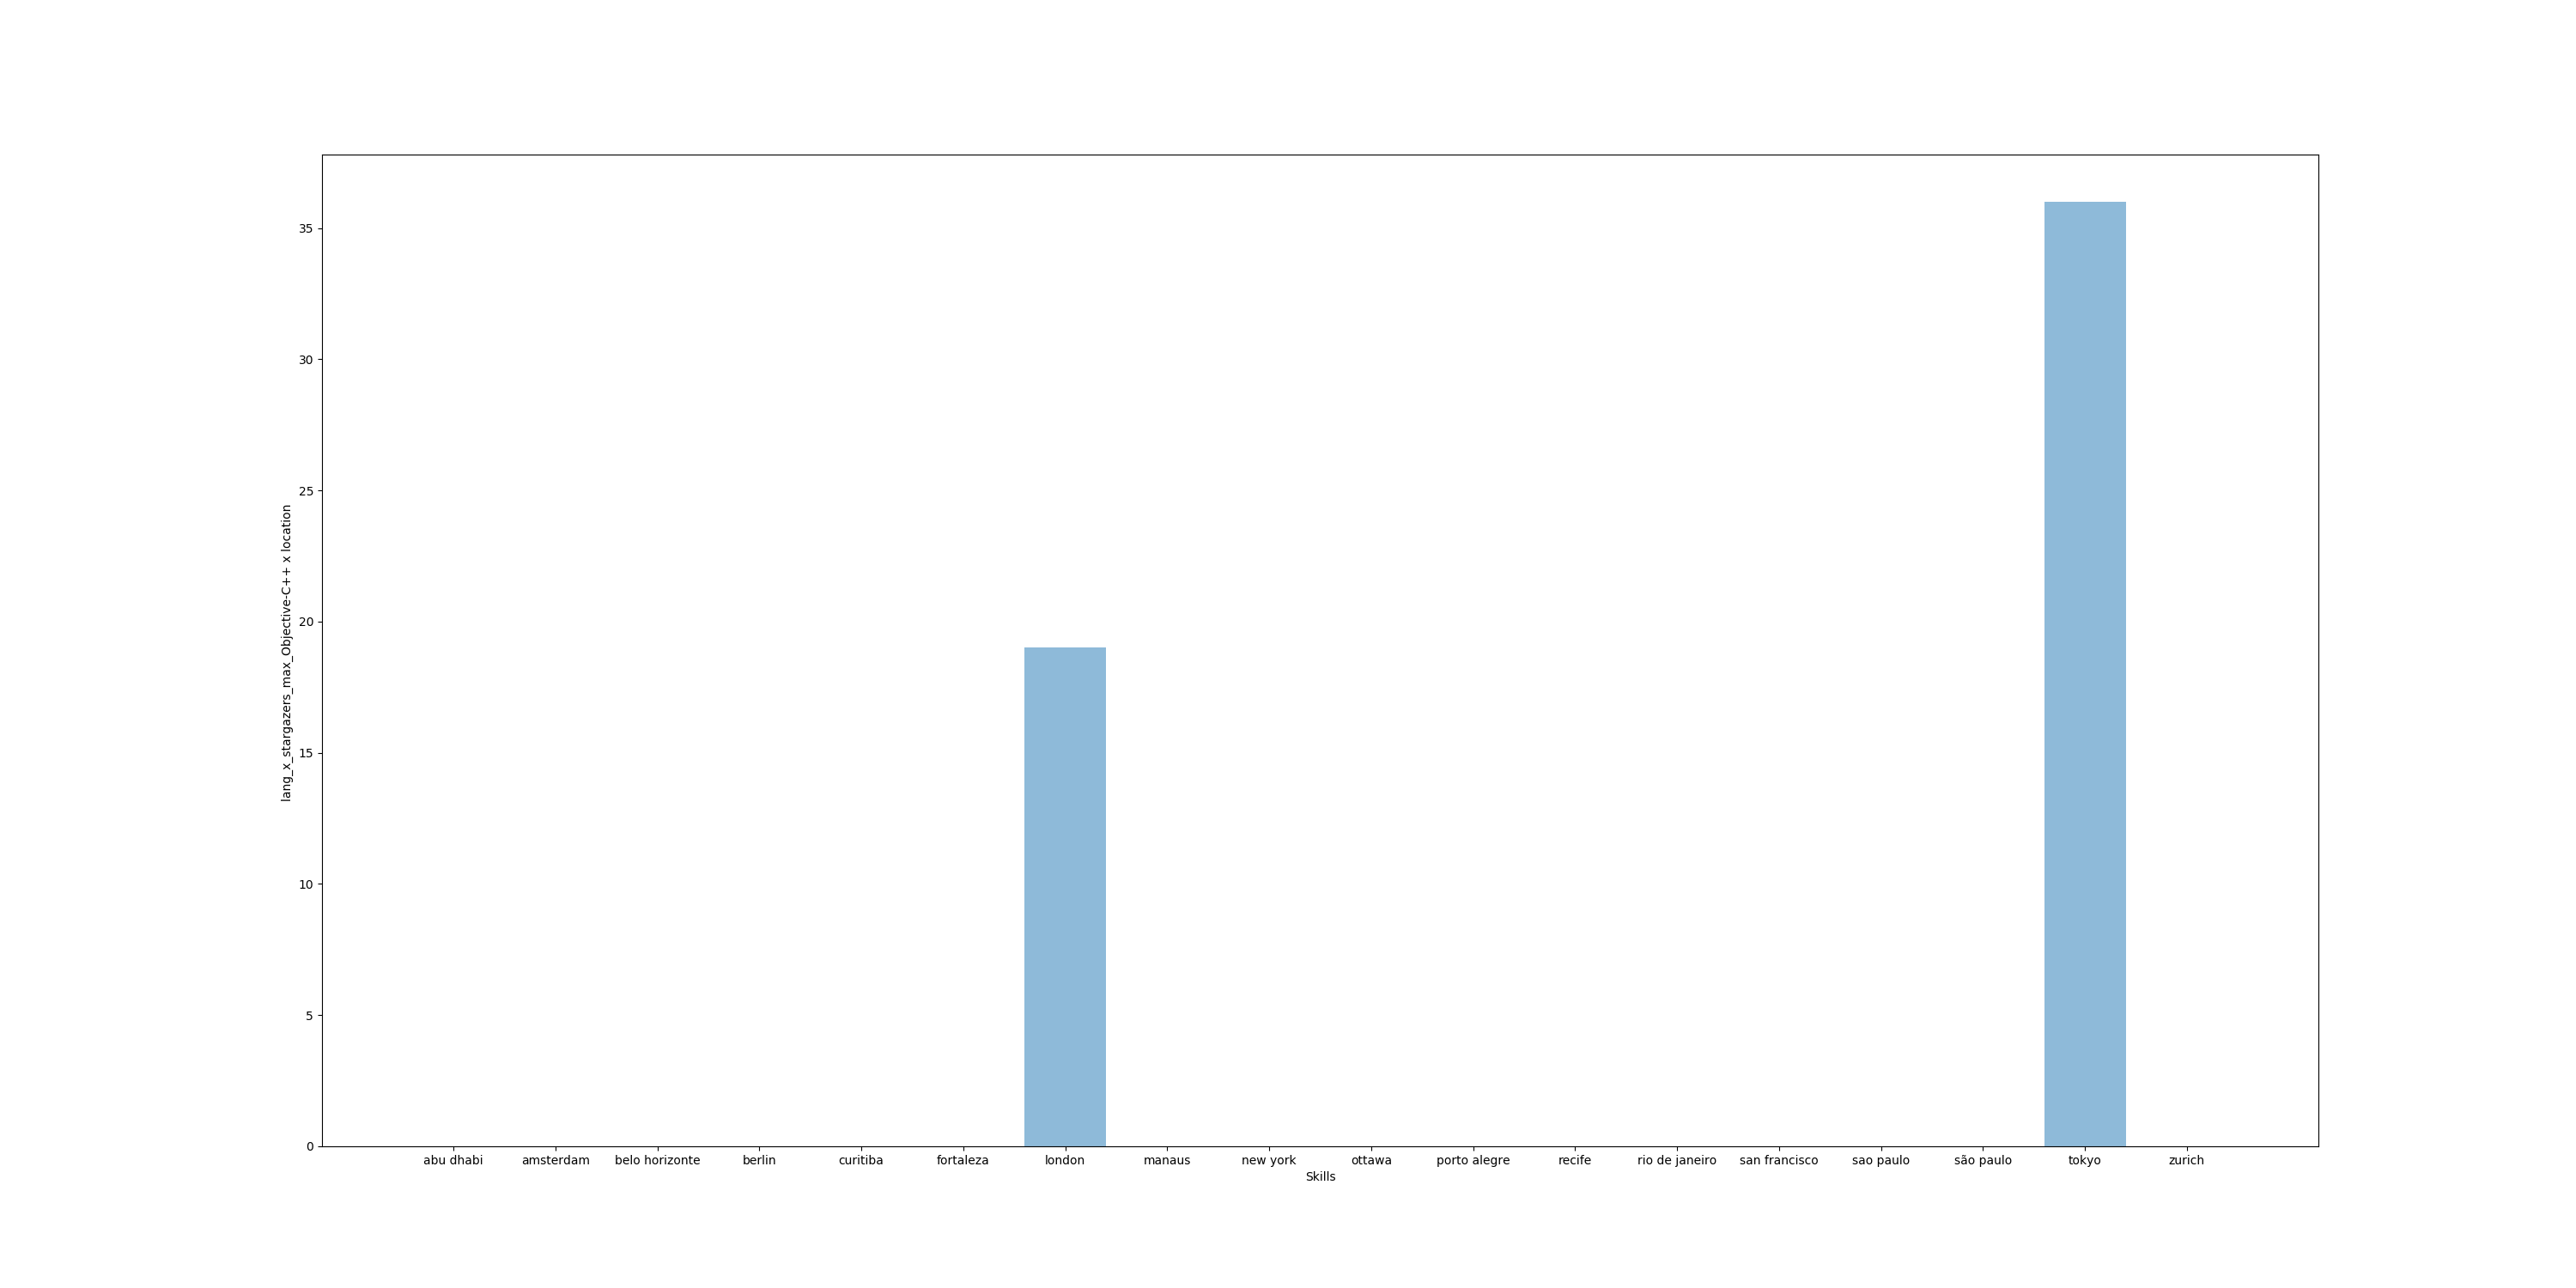 35
30
25
20
15
10
5
0
lang_x_stargazers_max_Objective-C++ x location
abu dhabi amsterdam belo horizonte berlin curitiba fortaleza london manaus new york ottawa porto alegre recife rio de janeiro san francisco sao paulo são paulo tokyo zurich
Skills